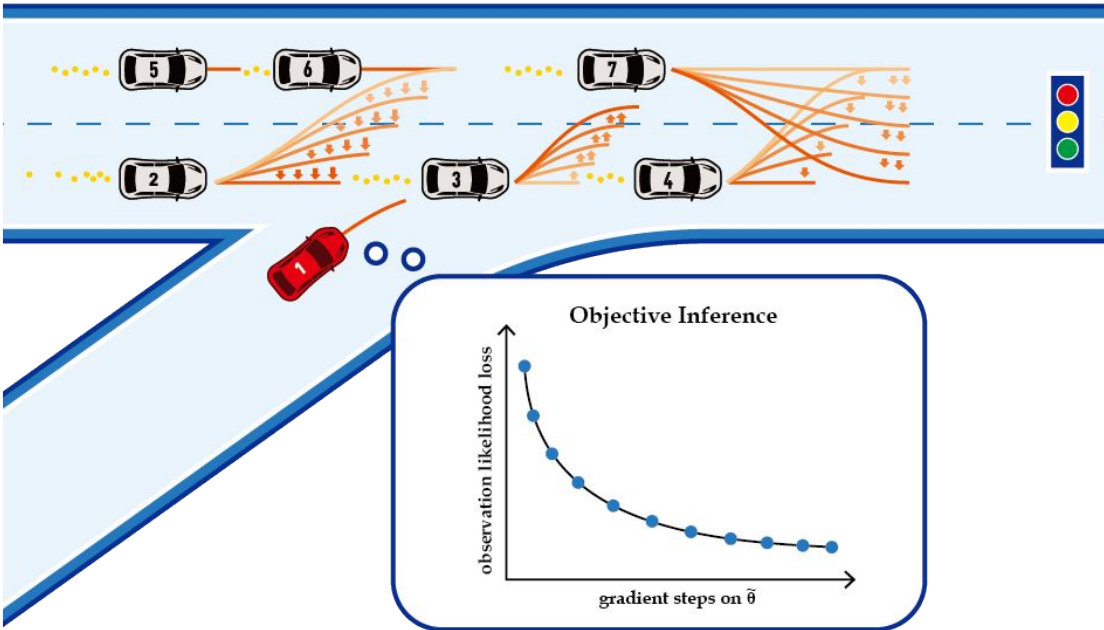 5
6
7
2
3
4
1
Objective Inference
observation likelihood loss
gradient steps on θ̃